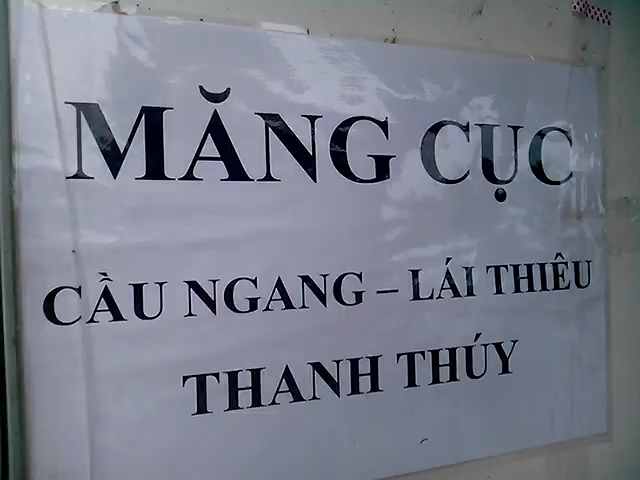 MĂNG CỤC
CẦU NGANG – LÁI THIÊU
THANH THÚY